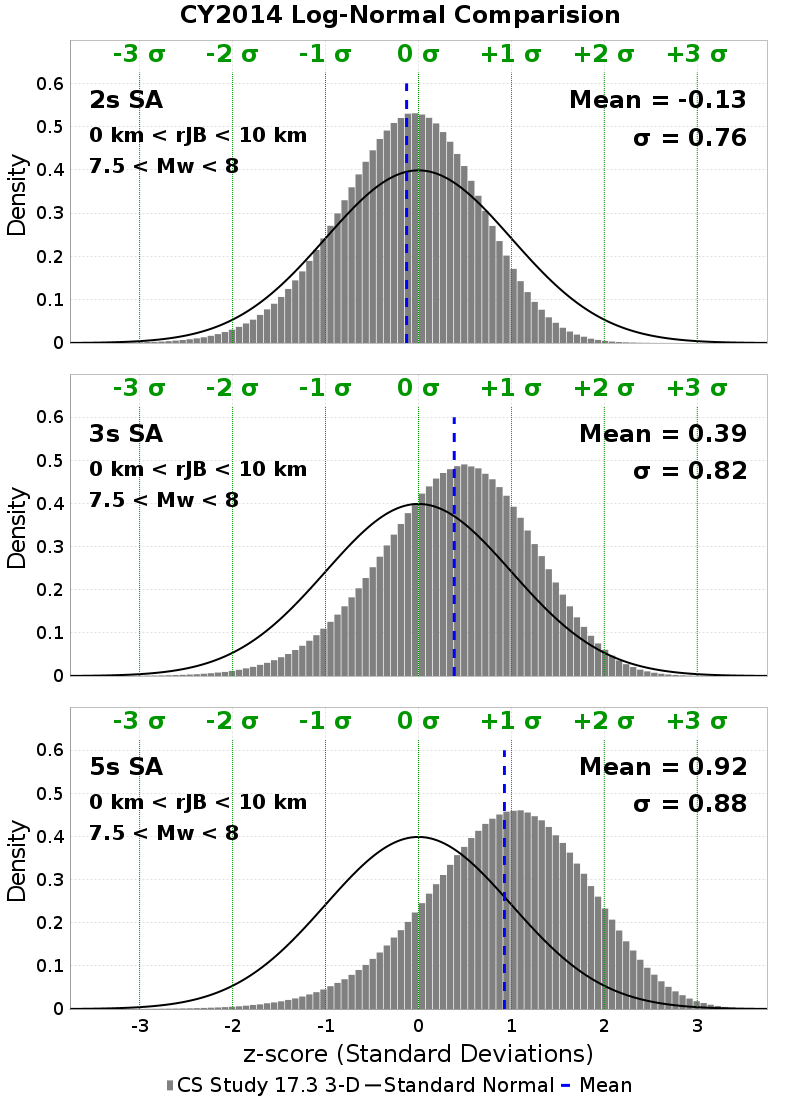 CY2014 Log-Normal Comparision
-3 σ -2 σ -1 σ 0 σ +1 σ +2 σ +3 σ
2s SA
0 km < rJB < 10 km
7.5 < Mw < 8
Mean = -0.13
σ = 0.76
Density
0.6
0.5
0.4
0.3
0.2
0.1
0
-3 σ -2 σ -1 σ 0 σ +1 σ +2 σ +3 σ
3s SA
0 km < rJB < 10 km
7.5 < Mw < 8
Mean = 0.39
σ = 0.82
Density
0.6
0.5
0.4
0.3
0.2
0.1
0
-3 σ -2 σ -1 σ 0 σ +1 σ +2 σ +3 σ
5s SA
0 km < rJB < 10 km
7.5 < Mw < 8
Mean = 0.92
σ = 0.88
Density
0.6
0.5
0.4
0.3
0.2
0.1
0
-3 -2 -1 0 1 2 3
z-score (Standard Deviations)
CS Study 17.3 3-D Standard Normal Mean